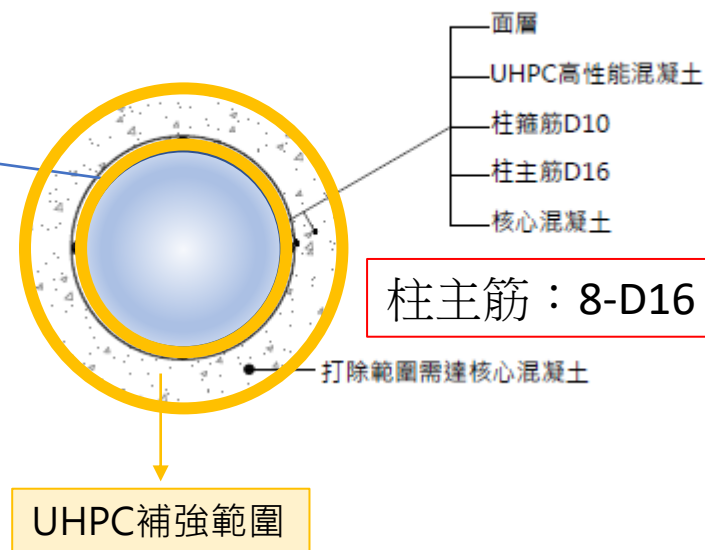 面層
UHPC高性能混凝土
柱箍筋D10
柱主筋D16
核心混凝土
柱主筋：8-D16
打除範圍需達核心混凝土
UHPC補強範圍